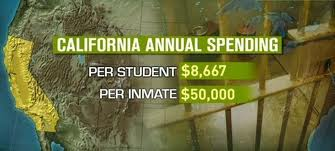 CALIFORNIA ANNUAL SPENDING
PER STUDENT $8,667
PER INMATE $50,000